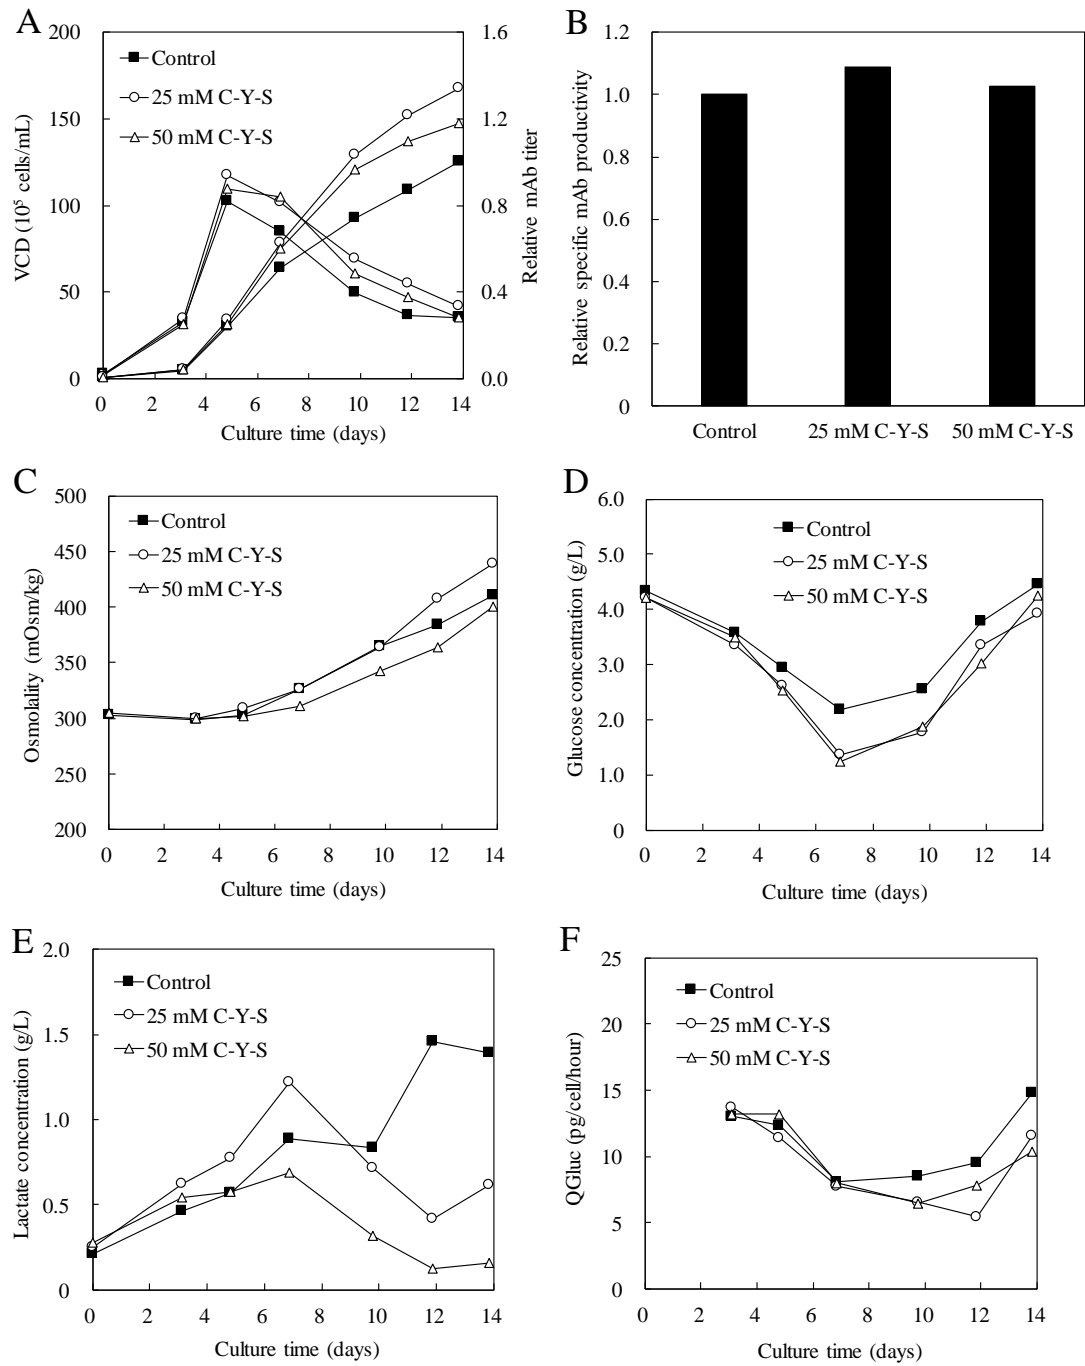 A
200
150
100
50
0
VCD (10⁵ cells/mL)
Control
25 mM C-Y-S
50 mM C-Y-S
1.6
1.2
0.8
0.4
0.0
Relative mAb titer
0 2 4 6 8 10 12 14
Culture time (days)
B
1.2
1.0
0.8
0.6
0.4
0.2
0
Relative specific mAb productivity
Control 25 mM C-Y-S 50 mM C-Y-S
C
500
450
400
350
300
250
200
Osmolality (mOsm/kg)
Control
25 mM C-Y-S
50 mM C-Y-S
0 2 4 6 8 10 12 14
Culture time (days)
D
6.0
5.0
4.0
3.0
2.0
1.0
0
Glucose concentration (g/L)
Control
25 mM C-Y-S
50 mM C-Y-S
0 2 4 6 8 10 12 14
Culture time (days)
E
2.0
1.5
1.0
0.5
0
Lactate concentration (g/L)
Control
25 mM C-Y-S
50 mM C-Y-S
0 2 4 6 8 10 12 14
Culture time (days)
F
25
20
15
10
5
0
QGluc (pg/cell/hour)
Control
25 mM C-Y-S
50 mM C-Y-S
0 2 4 6 8 10 12 14
Culture time (days)